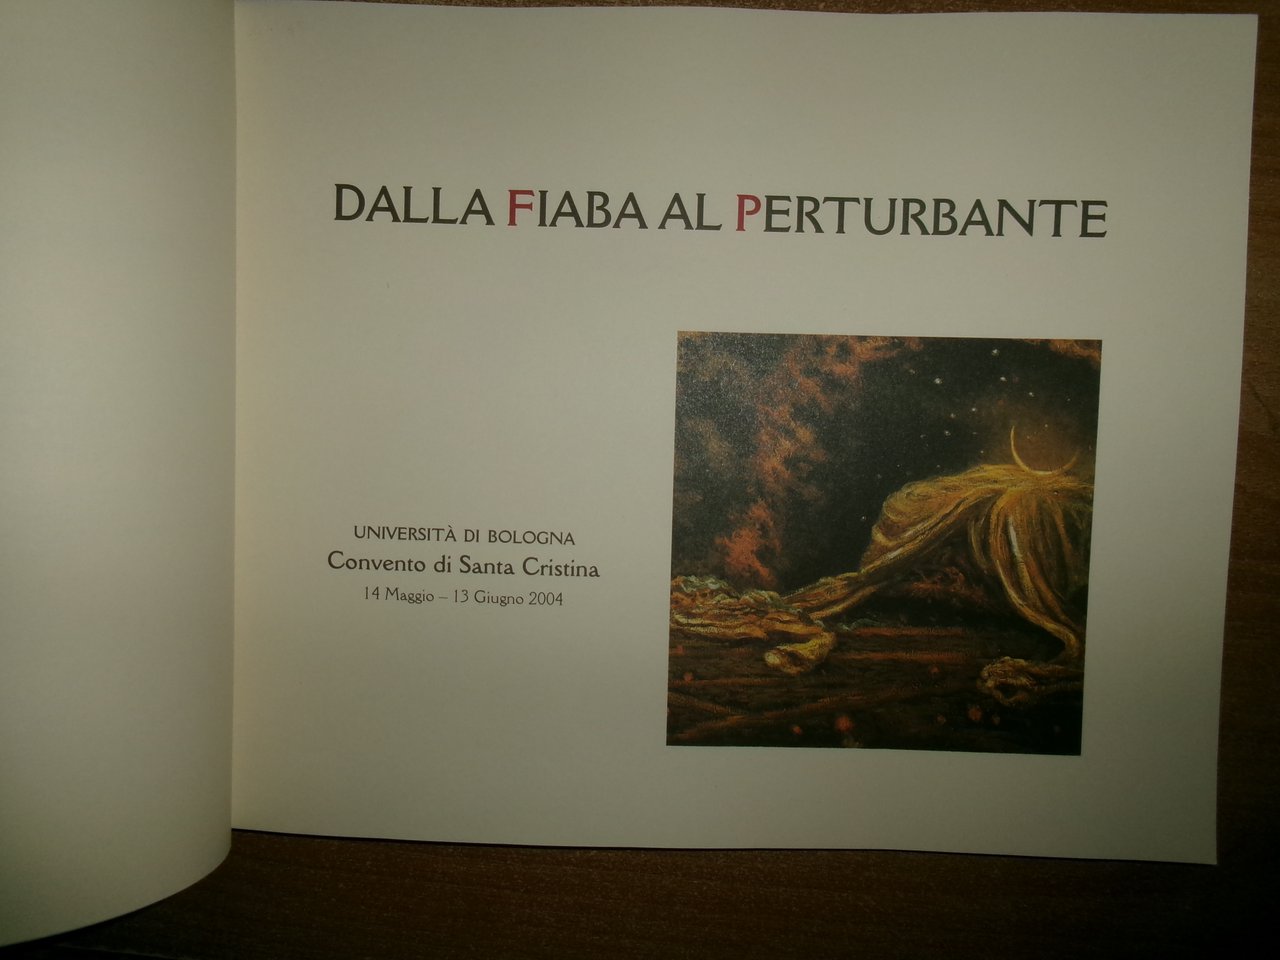 DALLA FIABA AL PERTURBANTE
UNIVERSITÀ DI BOLOGNA
Convento di Santa Cristina
14 Maggio – 13 Giugno 2004